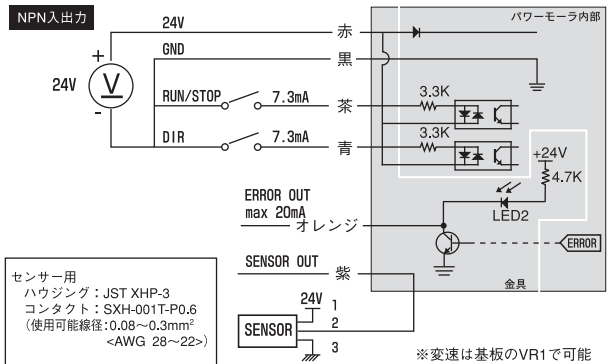 NPN入出力
パワーモーラ内部
24V
赤
GND
黒
+
24V
V
-
RUN/STOP
7.3mA
茶
3.3K
DIR
7.3mA
青
3.3K
+24V
4.7K
LED2
ERROR OUT
max 20mA
オレンジ
ERROR
SENSOR OUT
紫
金具
センサー用
ハウジング：JST XHP-3
コンタクト：SXH-001T-P0.6
(使用可能線径：0.08～0.3mm²
<AWG 28～22>)
24V
1
SENSOR
2
3
※変速は基板のVR1で可能